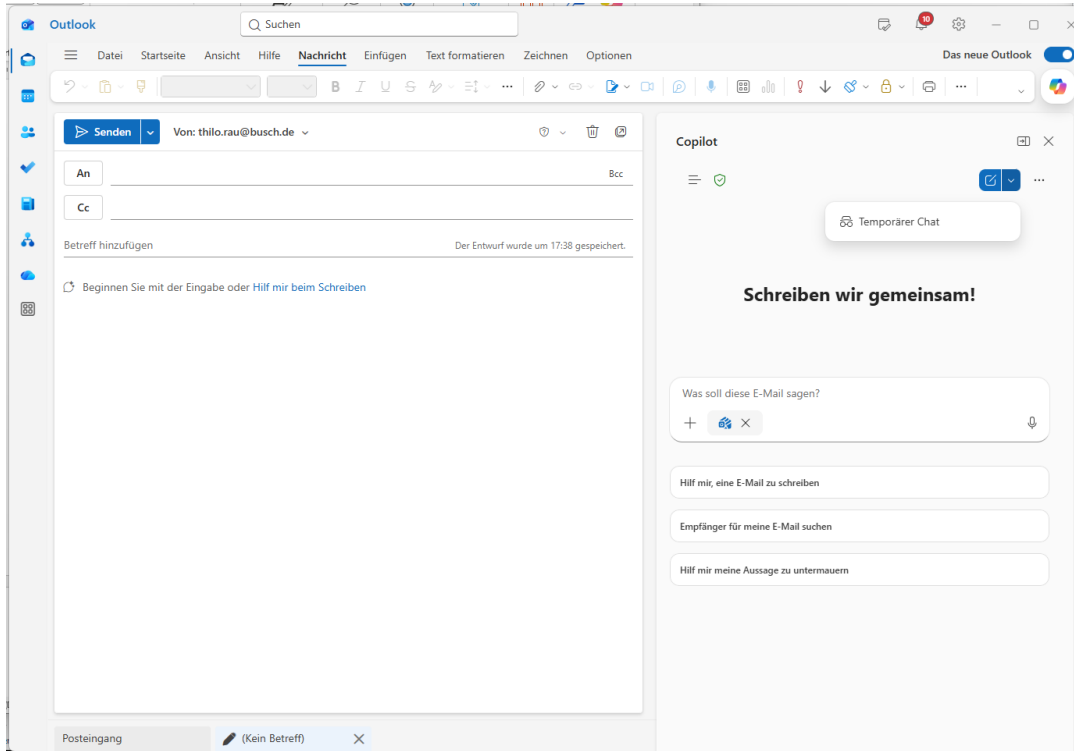 Outlook
Suchen
10
Datei Startseite Ansicht Hilfe Nachricht Einfügen Text formatieren Zeichnen Optionen
Das neue Outlook
Senden
Von: thilo.rau@busch.de
An
Bcc
Cc
Betreff hinzufügen
Der Entwurf wurde um 17:38 gespeichert.
Beginnen Sie mit der Eingabe oder Hilf mir beim Schreiben
Posteingang
(Kein Betreff)
Copilot
Temporärer Chat
Schreiben wir gemeinsam!
Was soll diese E-Mail sagen?
Hilf mir, eine E-Mail zu schreiben
Empfänger für meine E-Mail suchen
Hilf mir meine Aussage zu untermauern